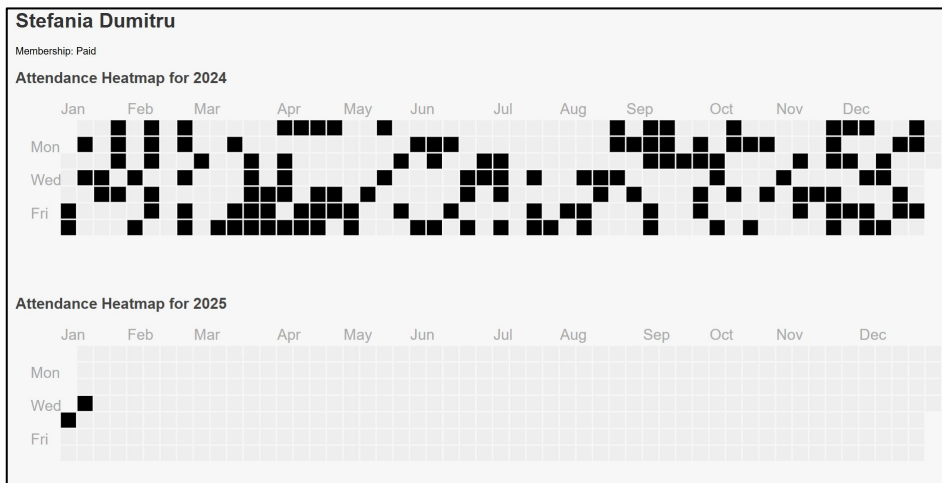 Stefania Dumitru
Membership: Paid
Attendance Heatmap for 2024
Jan Feb Mar Apr May Jun Jul Aug Sep Oct Nov Dec
Mon
Wed
Fri
Attendance Heatmap for 2025
Jan Feb Mar Apr May Jun Jul Aug Sep Oct Nov Dec
Mon
Wed
Fri